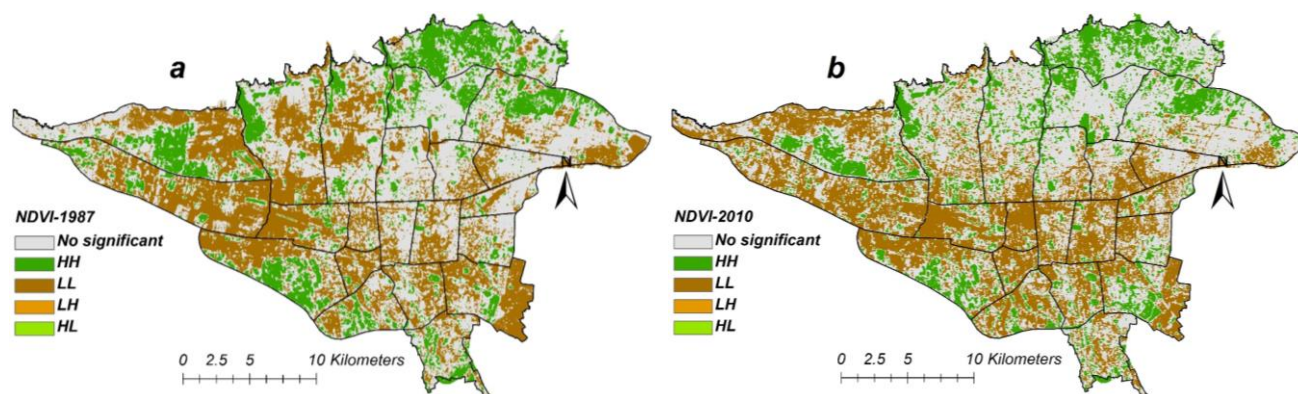 a
N
NDVI-1987
No significant
HH
LL
LH
HL
0 2.5 5 10 Kilometers
b
N
NDVI-2010
No significant
HH
LL
LH
HL
0 2.5 5 10 Kilometers